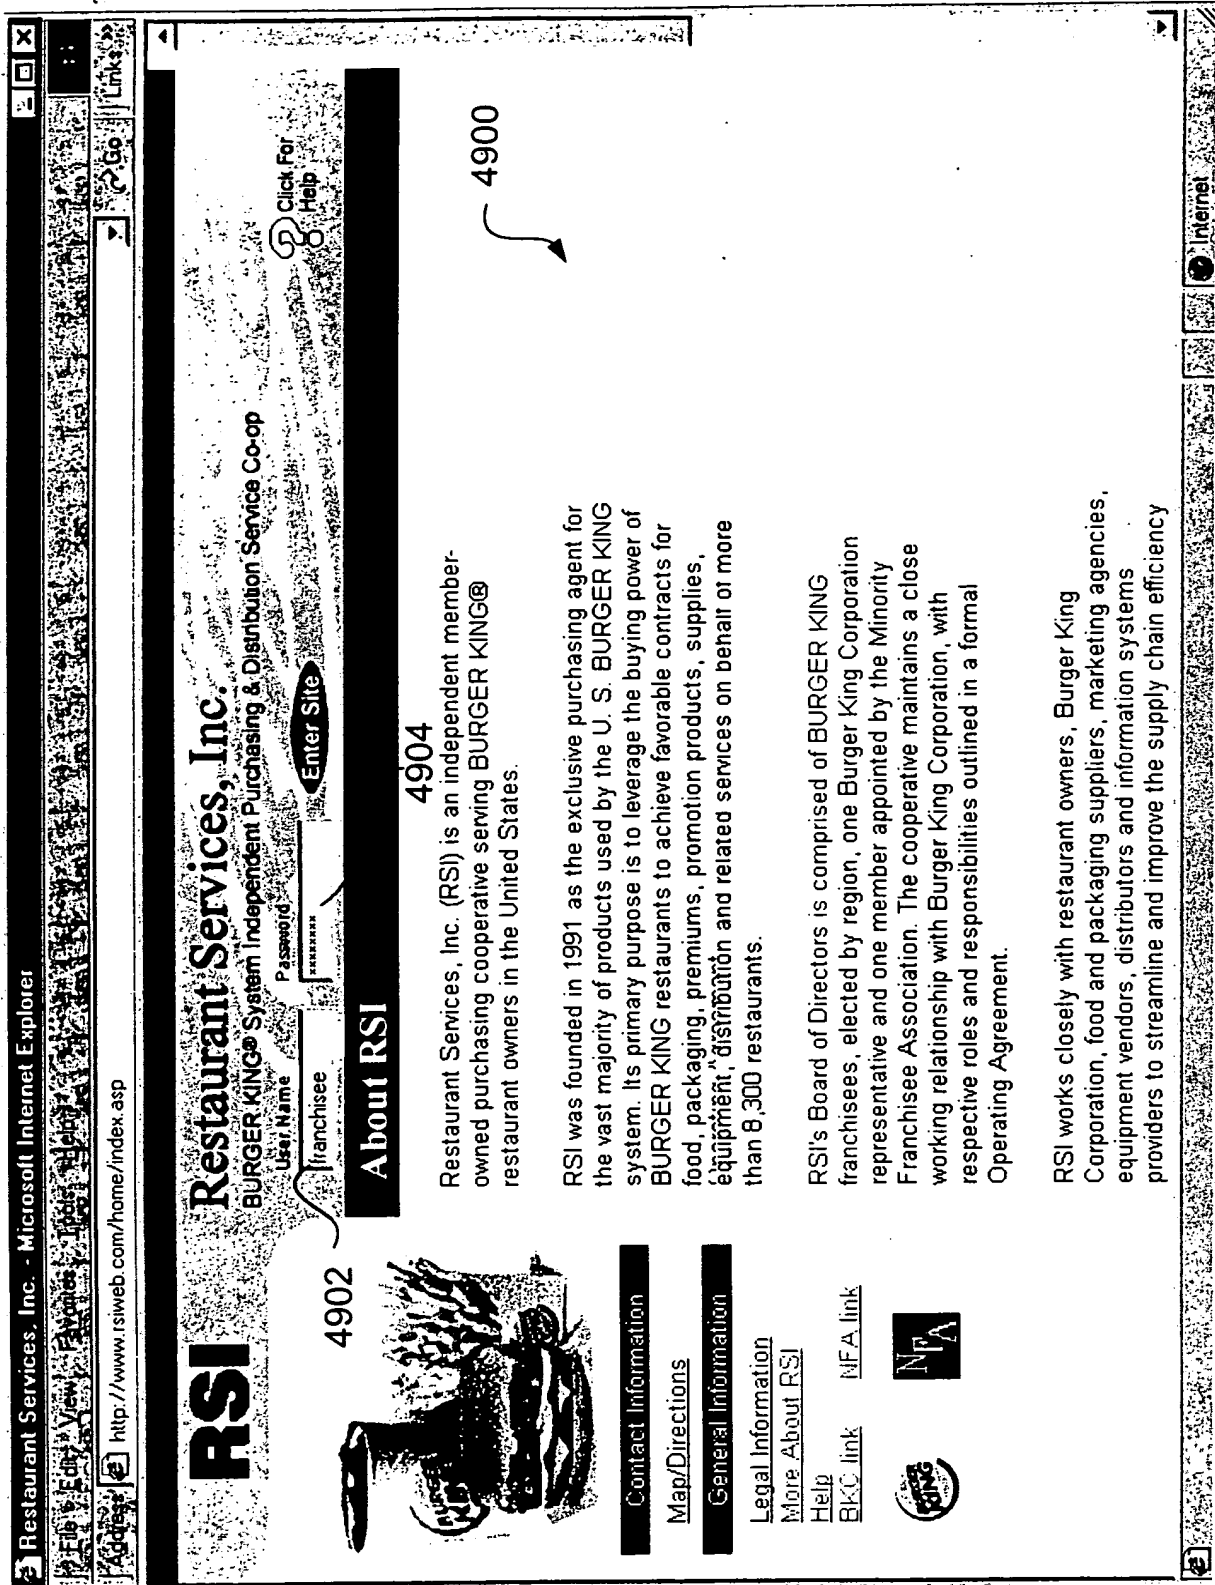 Restaurant Services, Inc. - Microsoft Internet Explorer
File Edit View Favorites Tools Help
Address http://www.rsiweb.com/home/index.asp Go Links »
RSI
Restaurant Services, Inc.
BURGER KING® System Independent Purchasing & Distribution Service Co-op
User Name Password
franchisee ******** Enter Site
Click For
Help
4902
4904
4900
About RSI
Restaurant Services, Inc. (RSI) is an independent member-
owned purchasing cooperative serving BURGER KING®
restaurant owners in the United States.
RSI was founded in 1991 as the exclusive purchasing agent for
the vast majority of products used by the U. S. BURGER KING
system. Its primary purpose is to leverage the buying power of
BURGER KING restaurants to achieve favorable contracts for
food, packaging, premiums, promotion products, supplies,
equipment, distribution and related services on behalf of more
than 8,300 restaurants.
RSI's Board of Directors is comprised of BURGER KING
franchisees, elected by region, one Burger King Corporation
representative and one member appointed by the Minority
Franchisee Association. The cooperative maintains a close
working relationship with Burger King Corporation, with
respective roles and responsibilities outlined in a formal
Operating Agreement.
RSI works closely with restaurant owners, Burger King
Corporation, food and packaging suppliers, marketing agencies,
equipment vendors, distributors and information systems
providers to streamline and improve the supply chain efficiency
Contact Information
Map/Directions
General Information
Legal Information
More About RSI
Help
BKC link NFA link
BURGER KING
NFA
Internet